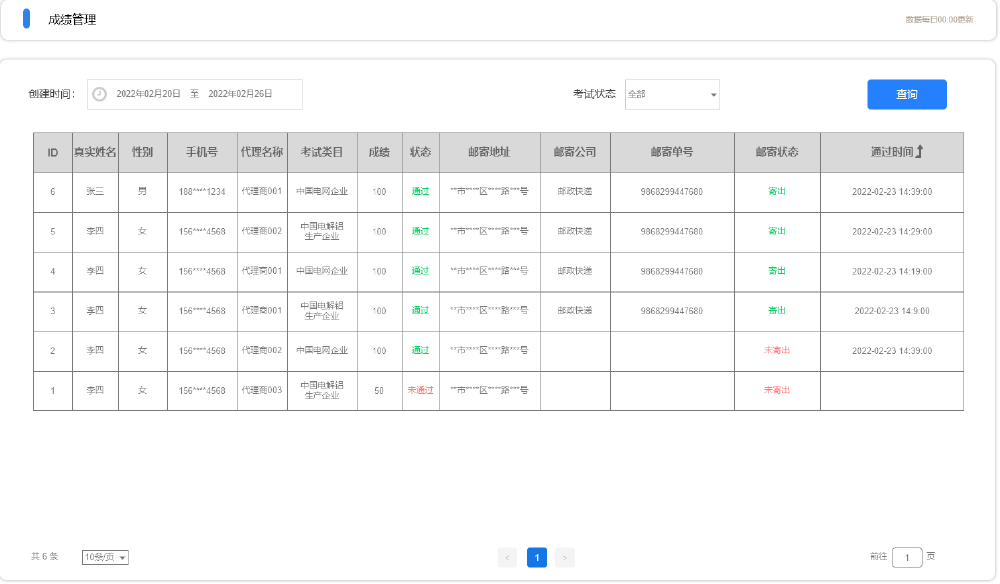 成绩管理
数据每日00:00更新
创建时间： 2022年02月20日 至 2022年02月26日 考试状态 全部 查询
ID 真实姓名 性别 手机号 代理名称 考试类目 成绩 状态 邮寄地址 邮寄公司 邮寄单号 邮寄状态 通过时间
6 张三 男 188****1234 代理商001 中国电网企业 100 通过 **市****区****路***号 邮政快递 9868299447680 寄出 2022-02-23 14:39:00
5 李四 女 156****4568 代理商002 中国电解铝 生产企业 100 通过 **市****区****路***号 邮政快递 9868299447680 寄出 2022-02-23 14:29:00
4 李四 女 156****4568 代理商001 中国电网企业 100 通过 **市****区****路***号 邮政快递 9868299447680 寄出 2022-02-23 14:19:00
3 李四 女 156****4568 代理商001 中国电解铝 生产企业 100 通过 **市****区****路***号 邮政快递 9868299447680 寄出 2022-02-23 14:9:00
2 李四 女 156****4568 代理商002 中国电网企业 100 通过 **市****区****路***号 未寄出 2022-02-23 14:39:00
1 李四 女 156****4568 代理商003 中国电解铝 生产企业 50 未通过 **市****区****路***号 未寄出
共 6 条 10条/页 < 1 > 前往 1 页